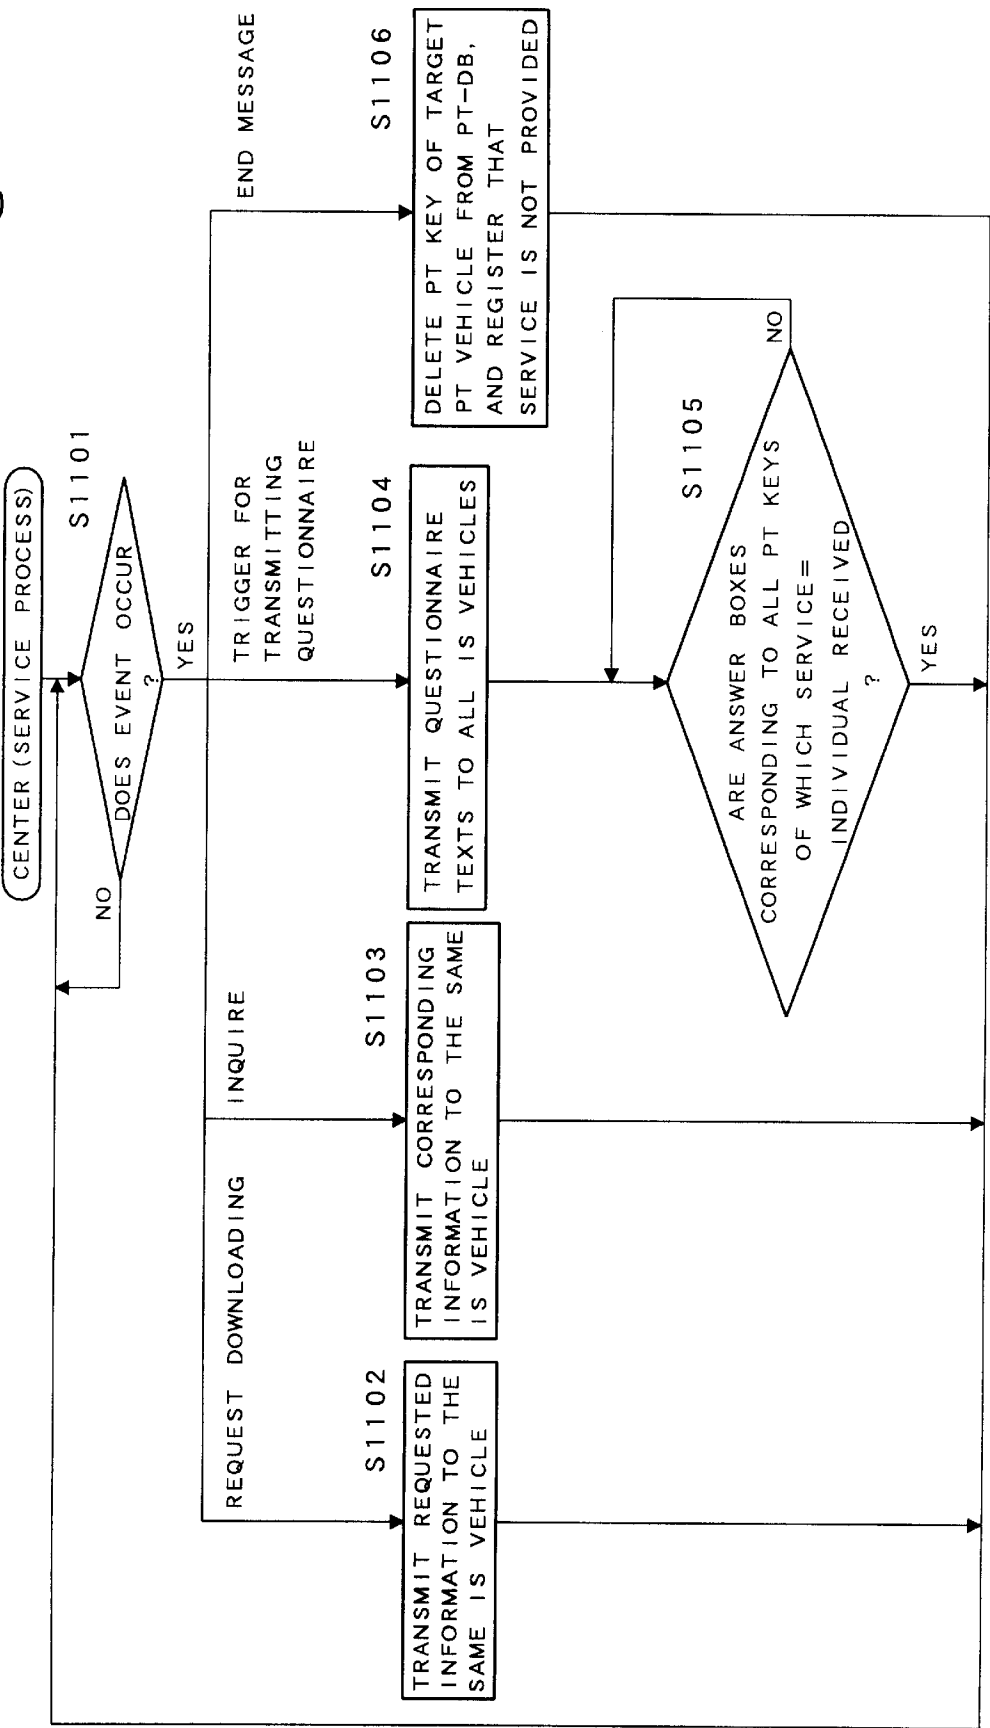 CENTER (SERVICE PROCESS)
S1101
DOES EVENT OCCUR
?
NO
YES
REQUEST DOWNLOADING
INQUIRE
TRIGGER FOR
TRANSMITTING
QUESTIONNAIRE
END MESSAGE
S1102
TRANSMIT REQUESTED
INFORMATION TO THE
SAME IS VEHICLE
S1103
TRANSMIT CORRESPONDING
INFORMATION TO THE SAME
IS VEHICLE
S1104
TRANSMIT QUESTIONNAIRE
TEXTS TO ALL IS VEHICLES
S1106
DELETE PT KEY OF TARGET
PT VEHICLE FROM PT-DB,
AND REGISTER THAT
SERVICE IS NOT PROVIDED
S1105
ARE ANSWER BOXES
CORRESPONDING TO ALL PT KEYS
OF WHICH SERVICE=
INDIVIDUAL RECEIVED
?
NO
YES